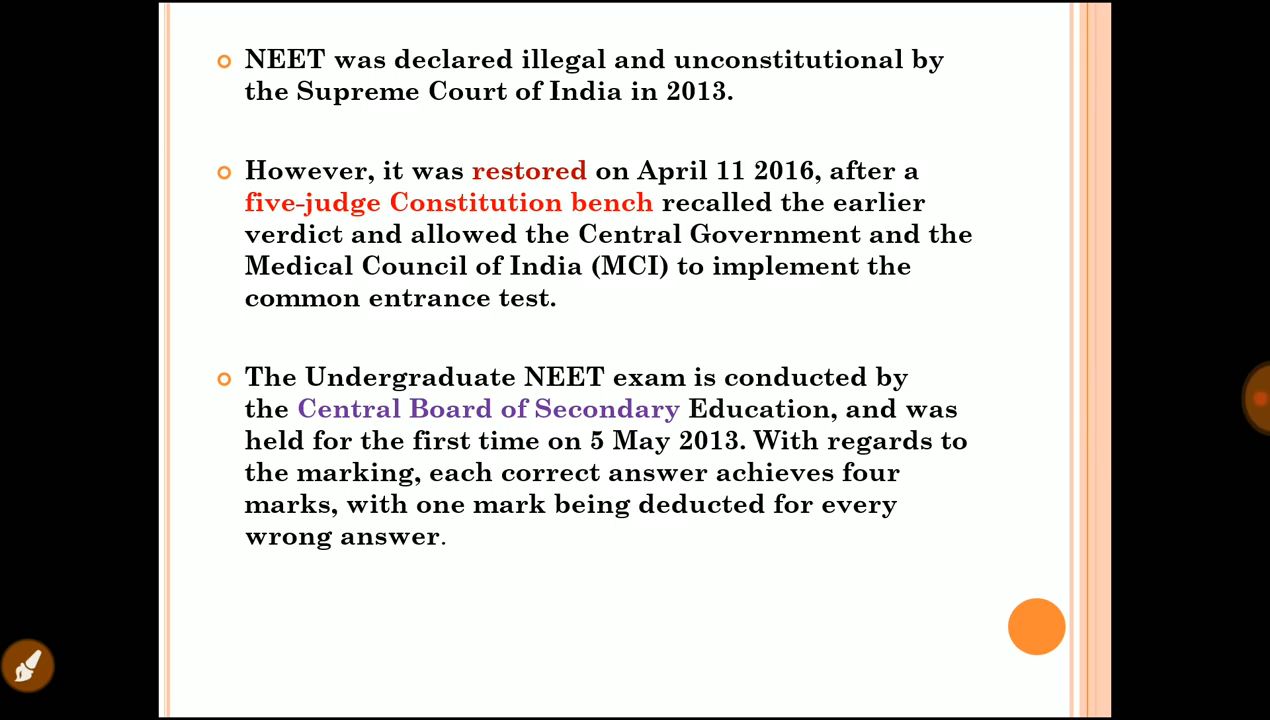 NEET was declared illegal and unconstitutional by
the Supreme Court of India in 2013.
However, it was restored on April 11 2016, after a
five-judge Constitution bench recalled the earlier
verdict and allowed the Central Government and the
Medical Council of India (MCI) to implement the
common entrance test.
The Undergraduate NEET exam is conducted by
the Central Board of Secondary Education, and was
held for the first time on 5 May 2013. With regards to
the marking, each correct answer achieves four
marks, with one mark being deducted for every
wrong answer.